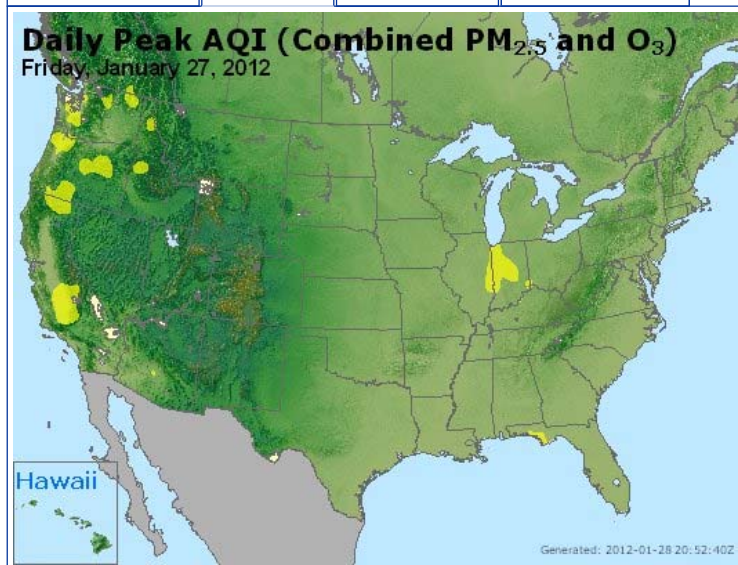 Daily Peak AQI (Combined PM2.5 and O3)
Friday, January 27, 2012
Hawaii
Generated: 2012-01-28 20:52:40Z